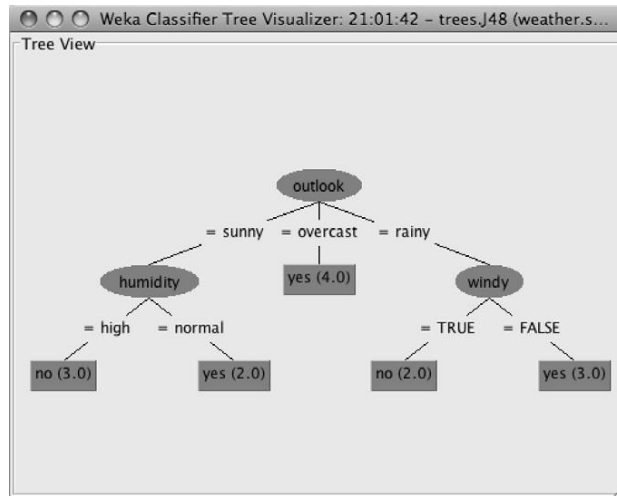 Weka Classifier Tree Visualizer: 21:01:42 – trees.J48 (weather.s...
Tree View
outlook
= sunny = overcast = rainy
humidity yes (4.0) windy
= high = normal = TRUE = FALSE
no (3.0) yes (2.0) no (2.0) yes (3.0)